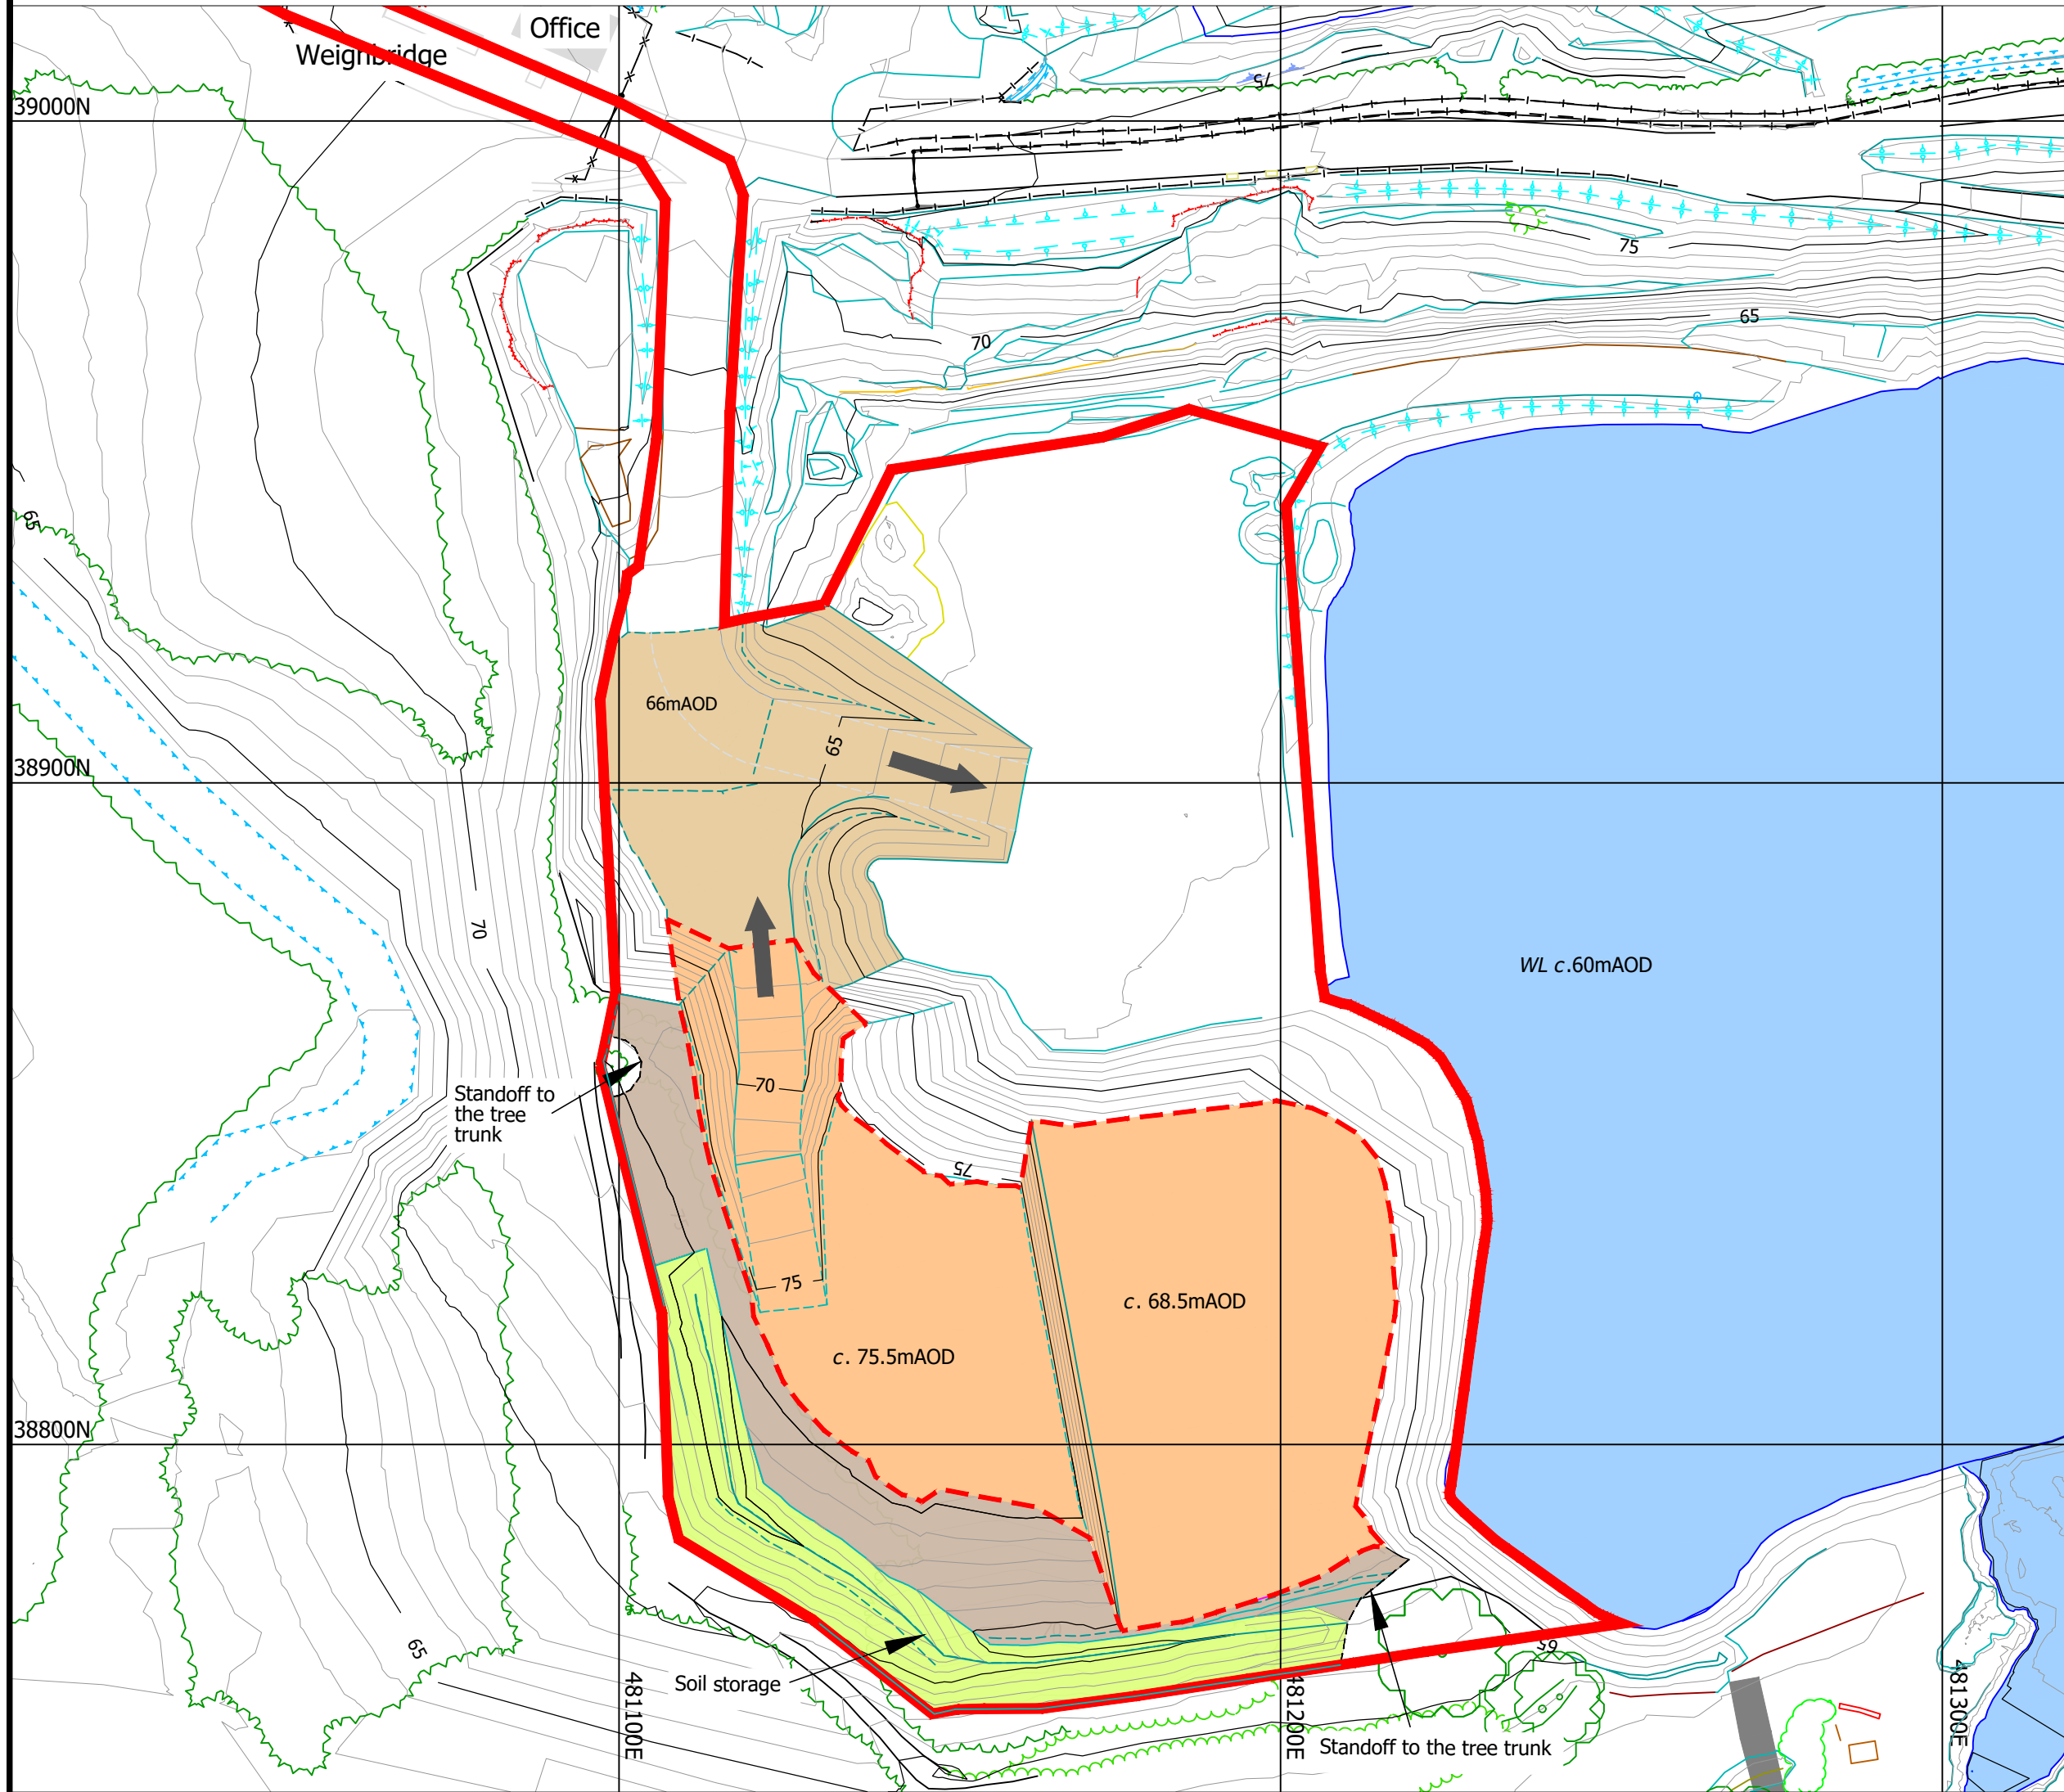 Office
Weighbridge
75
39000N
75
65
70
65
66mAOD
65
38900N
70
WL c.60mAOD
Standoff to
the tree
trunk
70
75
75
c. 68.5mAOD
c. 75.5mAOD
38800N
65
65
Soil storage
481100E
481200E
481300E
Standoff to the tree trunk